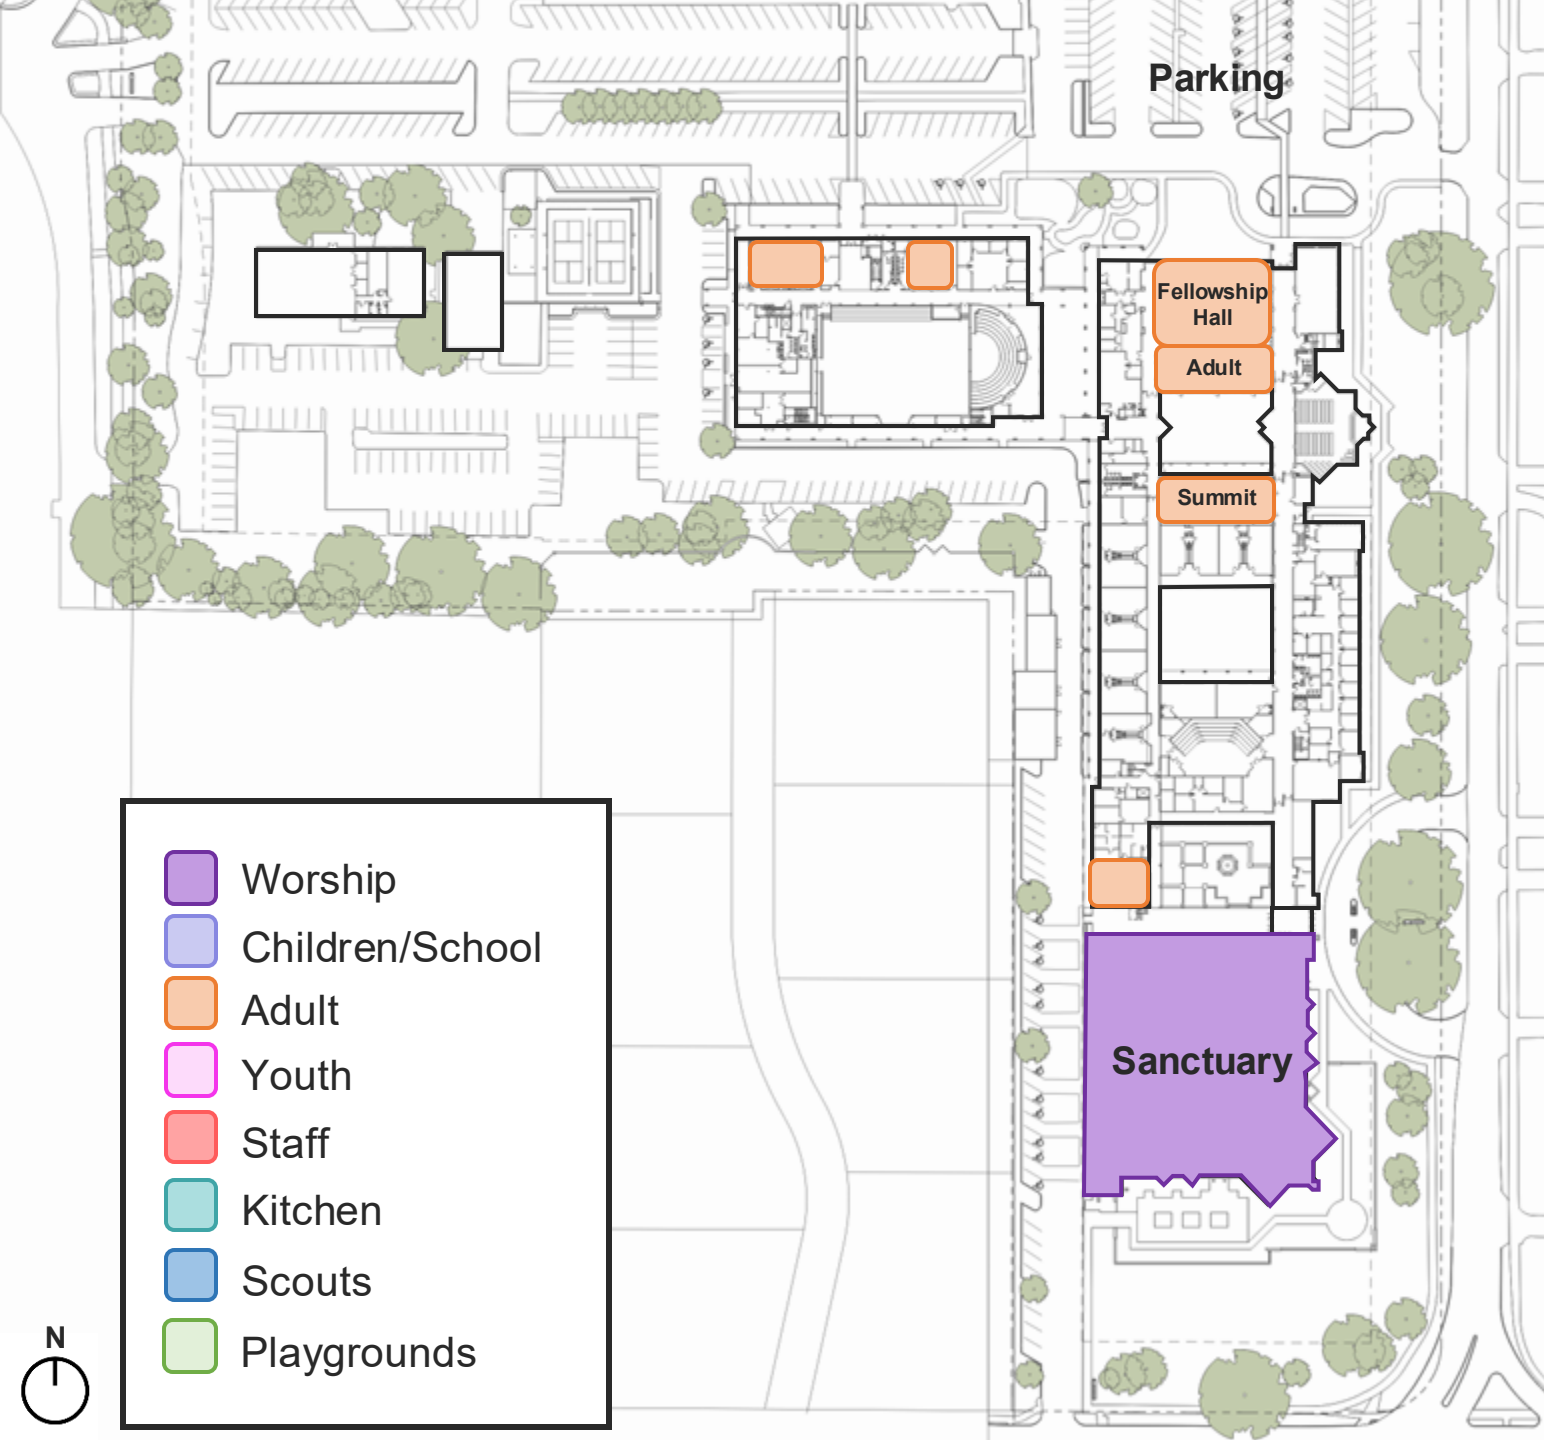 Parking
Fellowship
Hall
Adult
Summit
Sanctuary
Worship
Children/School
Adult
Youth
Staff
Kitchen
Scouts
Playgrounds
N